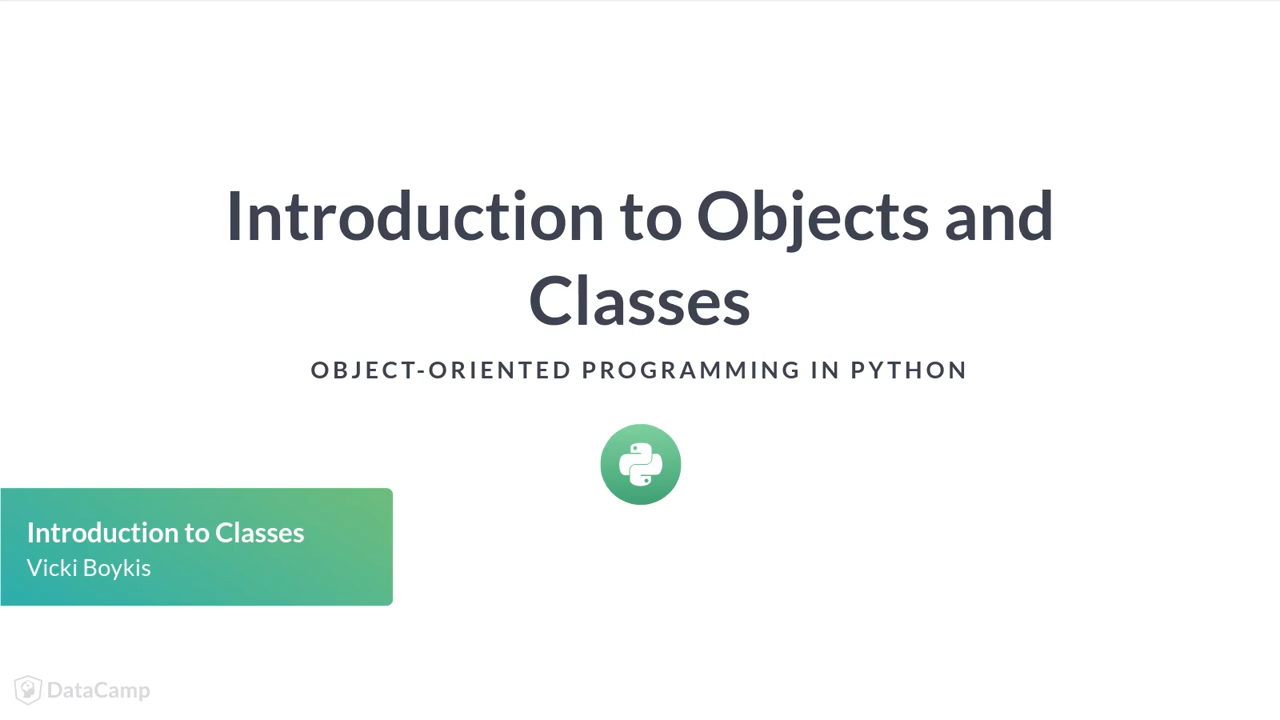 Introduction to Objects and
Classes
OBJECT-ORIENTED PROGRAMMING IN PYTHON
Introduction to Classes
Vicki Boykis
DataCamp